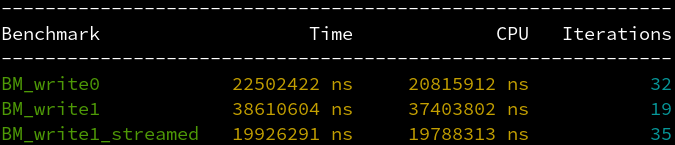 Benchmark Time CPU Iterations
BM_write0 22502422 ns 20815912 ns 32
BM_write1 38610604 ns 37403802 ns 19
BM_write1_streamed 19926291 ns 19788313 ns 35